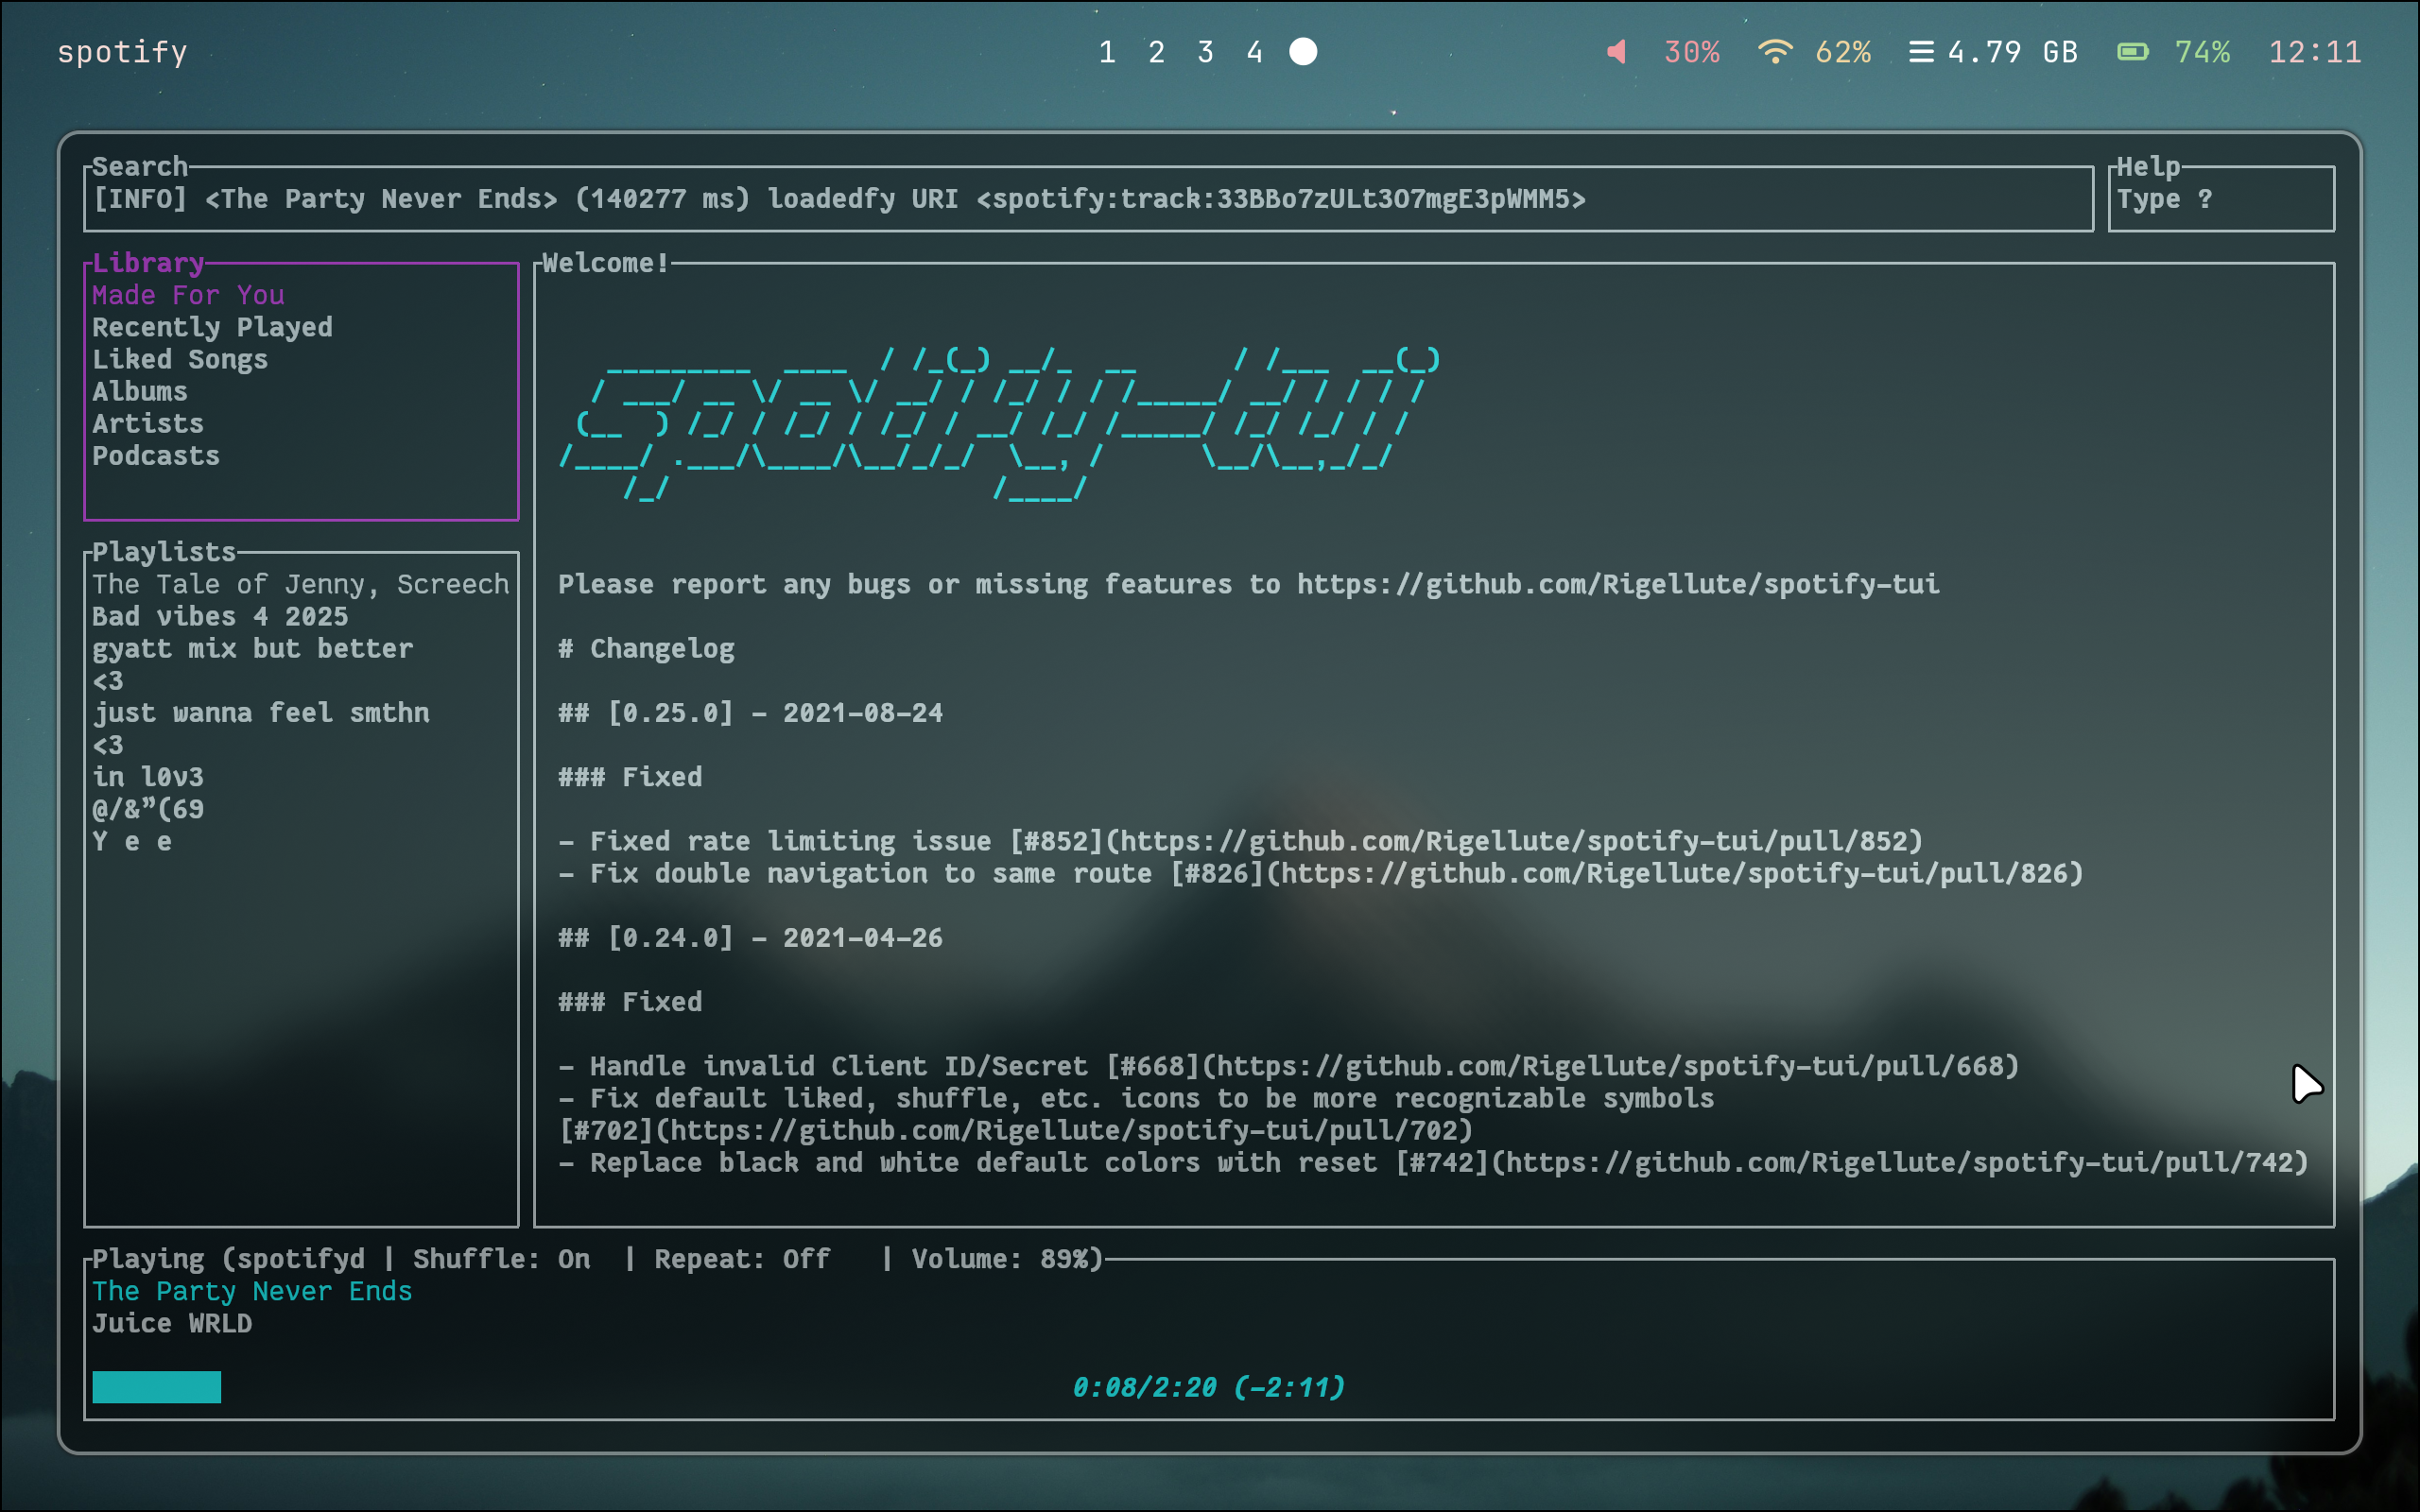 spotify
1 2 3 4
30% 62% 4.79 GB 74% 12:11
Search
[INFO] <The Party Never Ends> (140277 ms) loadedfy URI <spotify:track:33BBo7zULt3O7mgE3pWMM5>
Help
Type ?
Library
Made For You
Recently Played
Liked Songs
Albums
Artists
Podcasts
Playlists
The Tale of Jenny, Screech
Bad vibes 4 2025
gyatt mix but better
<3
just wanna feel smthn
<3
in l0v3
@/&”(69
Y e e
Welcome!
spotify-tui
Please report any bugs or missing features to https://github.com/Rigellute/spotify-tui
# Changelog
## [0.25.0] - 2021-08-24
### Fixed
- Fixed rate limiting issue [#852](https://github.com/Rigellute/spotify-tui/pull/852)
- Fix double navigation to same route [#826](https://github.com/Rigellute/spotify-tui/pull/826)
## [0.24.0] - 2021-04-26
### Fixed
- Handle invalid Client ID/Secret [#668](https://github.com/Rigellute/spotify-tui/pull/668)
- Fix default liked, shuffle, etc. icons to be more recognizable symbols
[#702](https://github.com/Rigellute/spotify-tui/pull/702)
- Replace black and white default colors with reset [#742](https://github.com/Rigellute/spotify-tui/pull/742)
Playing (spotifyd | Shuffle: On | Repeat: Off | Volume: 89%)
The Party Never Ends
Juice WRLD
0:08/2:20 (-2:11)